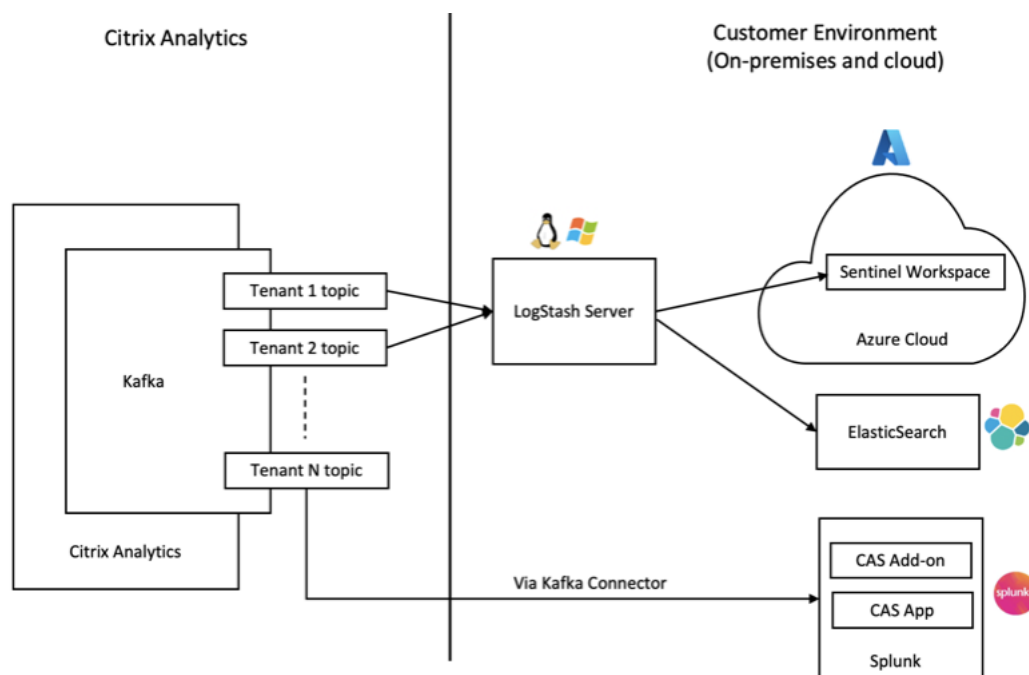 Citrix Analytics
Customer Environment
(On-premises and cloud)
Tenant 1 topic
Tenant 2 topic
Kafka
Tenant N topic
Citrix Analytics
LogStash Server
Sentinel Workspace
Azure Cloud
ElasticSearch
Via Kafka Connector
CAS Add-on
CAS App
Splunk
splunk>